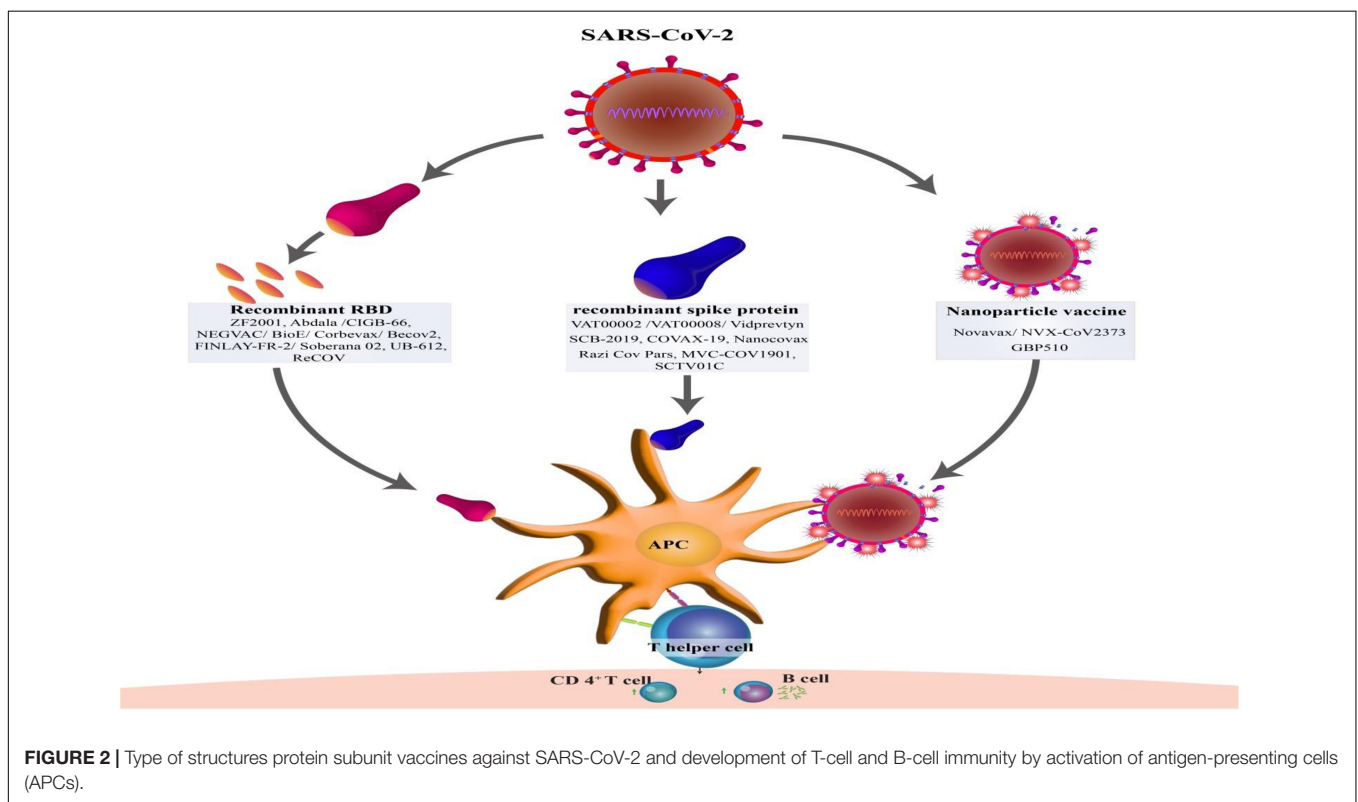 SARS-CoV-2
Recombinant RBD
ZF2001, Abdala /CIGB-66,
NEGVAC/ BioE/ Corbevax/ Becov2,
FINLAY-FR-2/ Soberana 02, UB-612,
ReCOV
recombinant spike protein
VAT00002 /VAT00008/ Vidprevtyn
SCB-2019, COVAX-19, Nanocovax
Razi Cov Pars, MVC-COV1901,
SCTV01C
Nanoparticle vaccine
Novavax/ NVX-CoV2373
GBP510
APC
T helper cell
CD 4⁺ T cell
B cell
FIGURE 2 | Type of structures protein subunit vaccines against SARS-CoV-2 and development of T-cell and B-cell immunity by activation of antigen-presenting cells
(APCs).